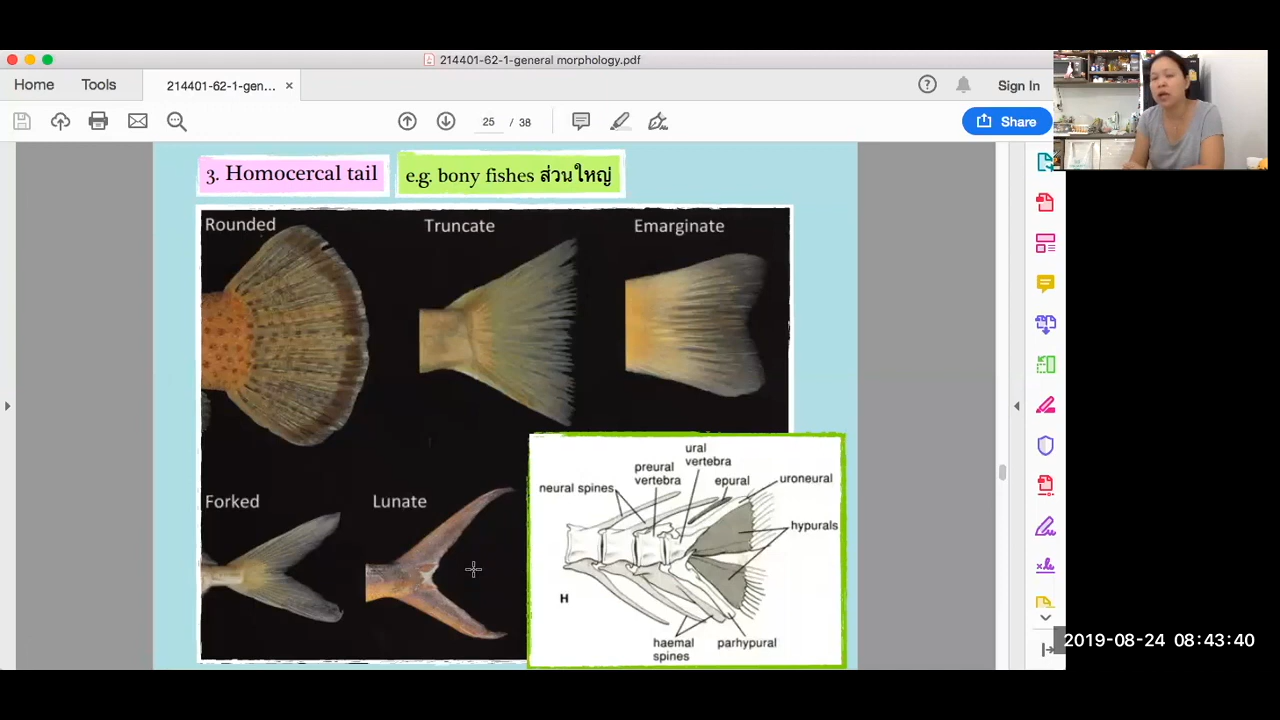 214401-62-1-general morphology.pdf
Home Tools 214401-62-1-gen... × Sign In
25 / 38 Share
3. Homocercal tail e.g. bony fishes ส่วนใหญ่
Rounded Truncate Emarginate
Forked Lunate
ural
vertebra
preural
vertebra
epural
uroneural
neural spines
hypurals
H
haemal
spines
parhypural
2019-08-24 08:43:40